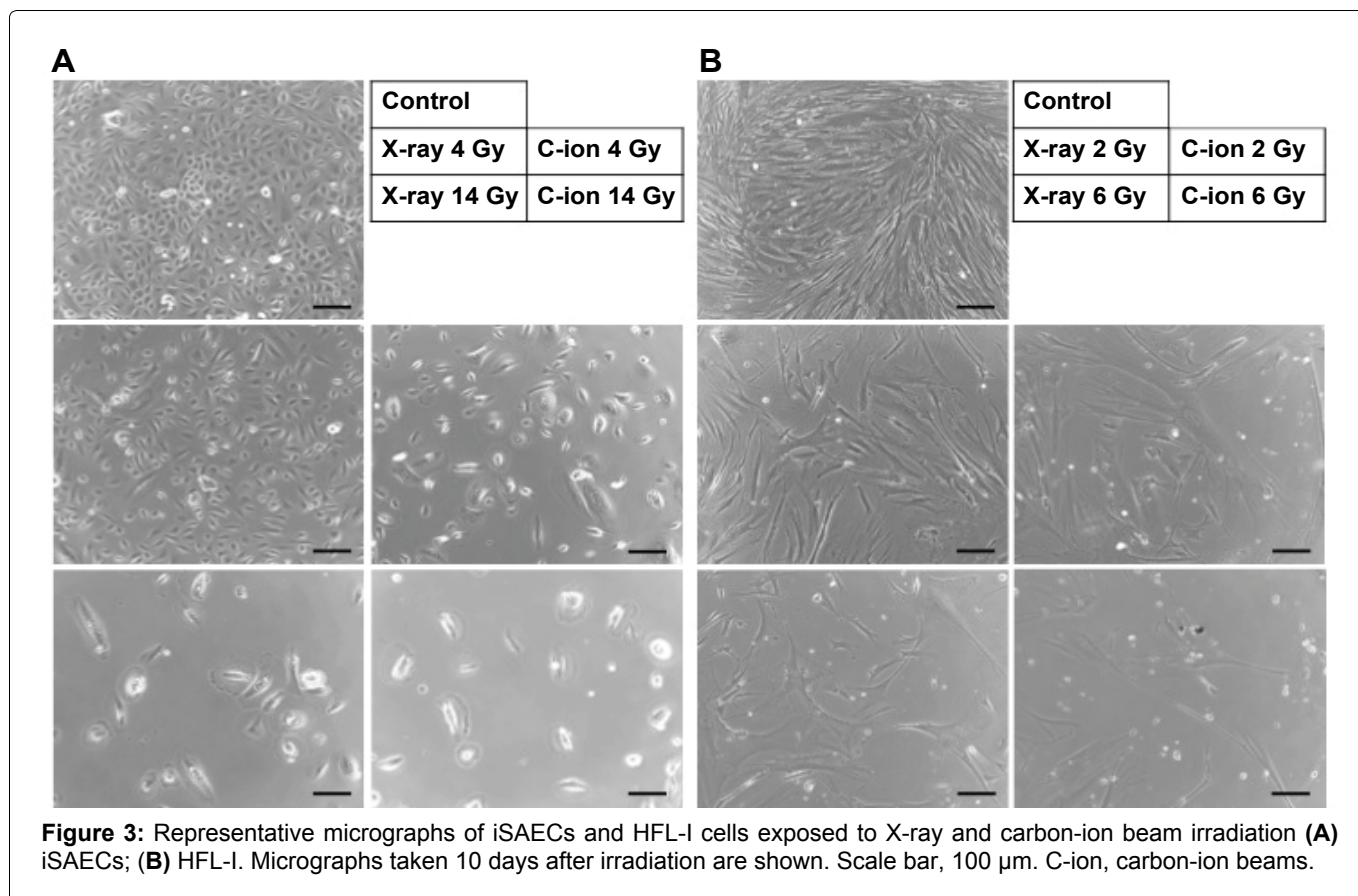 A
B
Control
X-ray 4 Gy C-ion 4 Gy
X-ray 14 Gy C-ion 14 Gy
Control
X-ray 2 Gy C-ion 2 Gy
X-ray 6 Gy C-ion 6 Gy
Figure 3: Representative micrographs of iSAECs and HFL-I cells exposed to X-ray and carbon-ion beam irradiation (A)
iSAECs; (B) HFL-I. Micrographs taken 10 days after irradiation are shown. Scale bar, 100 µm. C-ion, carbon-ion beams.